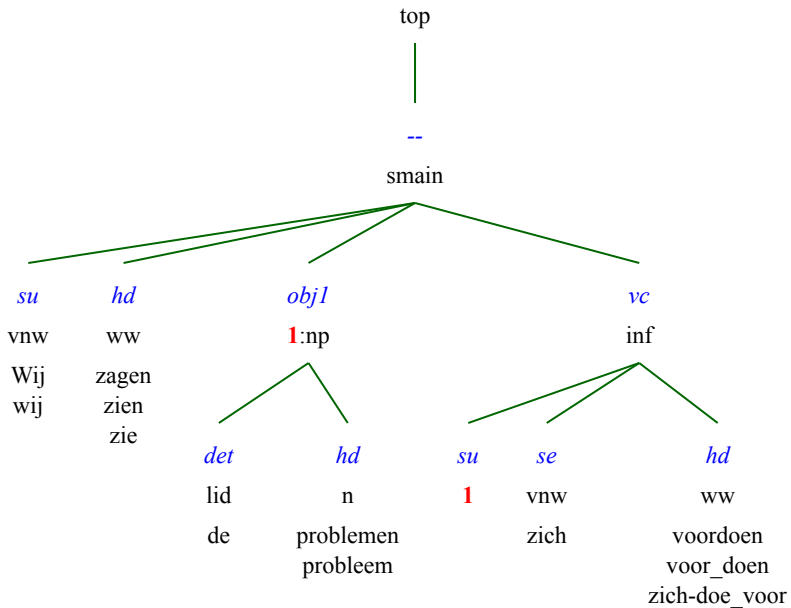 top
--
smain
su hd obj1 vc
vnw ww 1:np inf
Wij zagen
wij zien
zie
det hd su se hd
lid n 1 vnw ww
de problemen zich voordoen
probleem voor_doen
zich-doe_voor